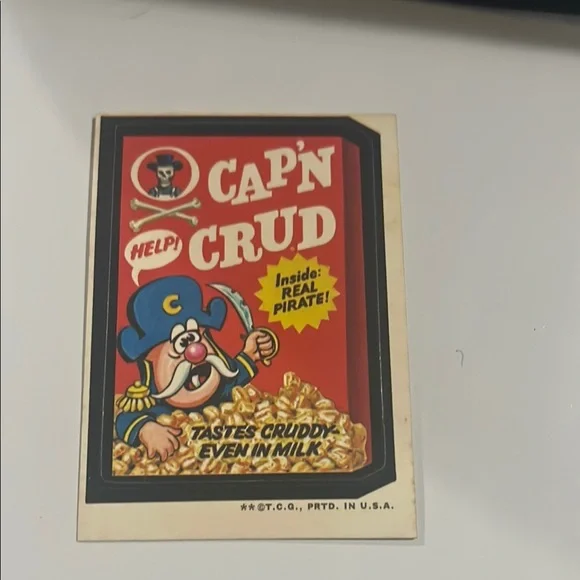 CAP'N
CRUD
HELP!
Inside:
REAL
PIRATE!
C
TASTES CRUDDY-
EVEN IN MILK
** ©T.C.G., PRTD. IN U.S.A.